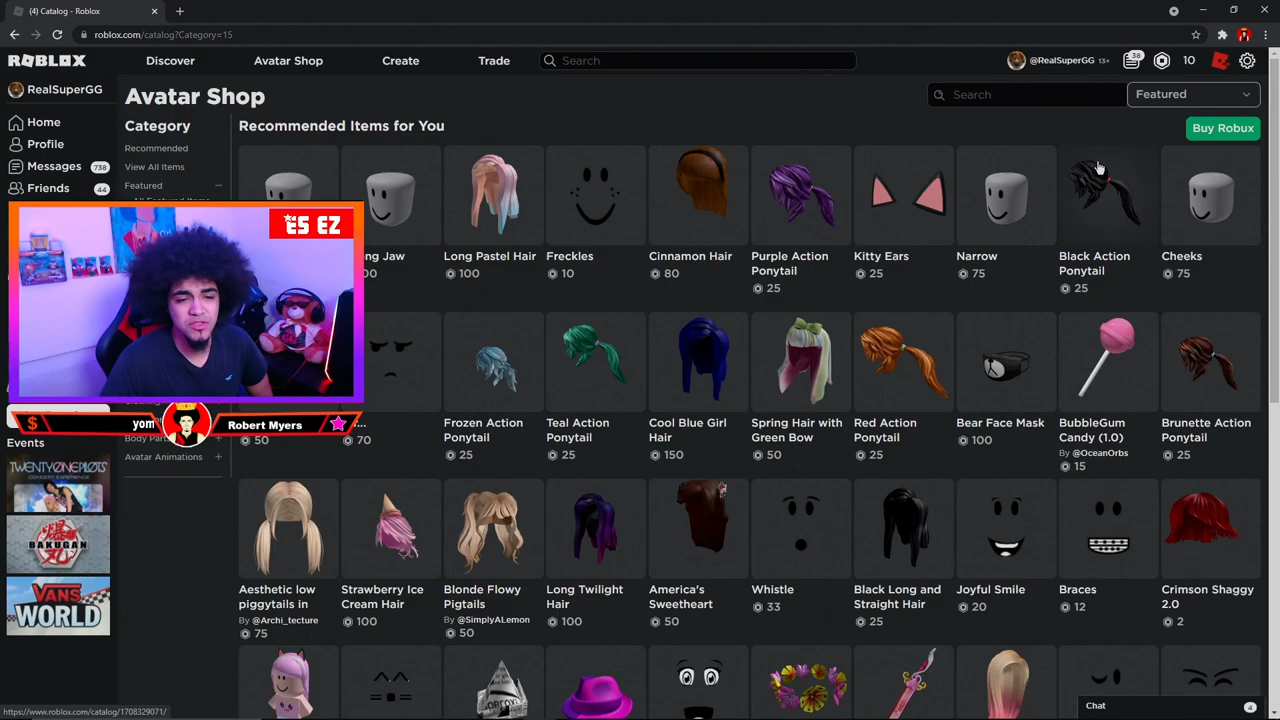 (4) Catalog - Roblox
roblox.com/catalog?Category=15
ROBLOX
Discover
Avatar Shop
Create
Trade
Search
@RealSuperGG 13+
38
10
RealSuperGG
Home
Profile
Messages 738
Friends 44
Avatar Shop
Search
Featured
Category
Recommended
View All Items
Featured
Recommended Items for You
Buy Robux
Long Pastel Hair
100
Freckles
10
Cinnamon Hair
80
Purple Action
Ponytail
25
Kitty Ears
25
Narrow
75
Black Action
Ponytail
25
Cheeks
75
ES EZ
$ yom
Robert Myers
50
70
Frozen Action
Ponytail
25
Teal Action
Ponytail
25
Cool Blue Girl
Hair
150
Spring Hair with
Green Bow
50
Red Action
Ponytail
25
Bear Face Mask
100
BubbleGum
Candy (1.0)
By @OceanOrbs
15
Brunette Action
Ponytail
25
Avatar Animations
Events
TWENTY ONE PILOTS
CONCERT EXPERIENCE
BAKUGAN
VANS
WORLD
Aesthetic low
piggytails in
By @Archi_tecture
75
Strawberry Ice
Cream Hair
100
Blonde Flowy
Pigtails
By @SimplyALemon
50
Long Twilight
Hair
100
America's
Sweetheart
50
Whistle
33
Black Long and
Straight Hair
25
Joyful Smile
20
Braces
12
Crimson Shaggy
2.0
2
Chat
4
https://www.roblox.com/catalog/1708329071/